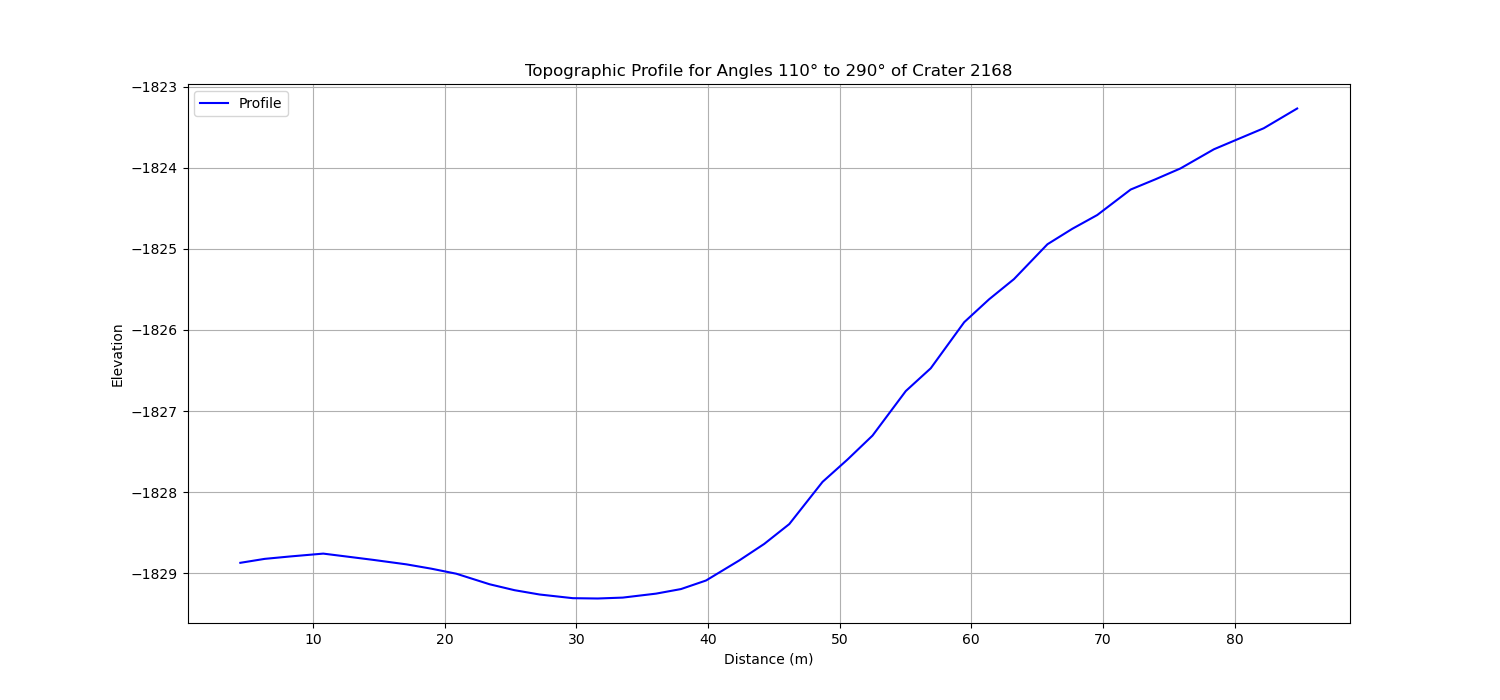 Topographic Profile for Angles 110° to 290° of Crater 2168
Profile
−1823
−1824
−1825
−1826
−1827
−1828
−1829
Elevation
10 20 30 40 50 60 70 80
Distance (m)